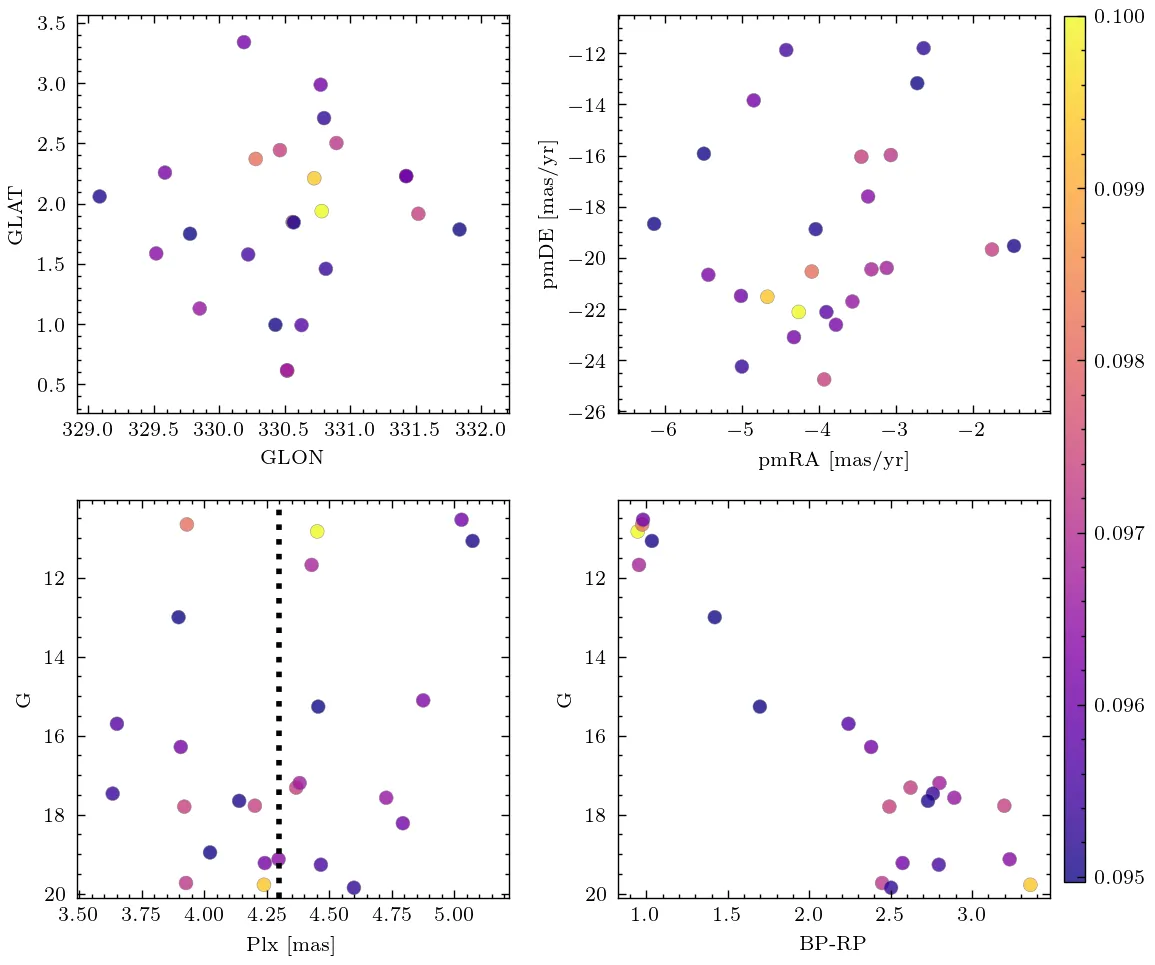 3.5
3.0
2.5
2.0
1.5
1.0
0.5
GLAT
329.0 329.5 330.0 330.5 331.0 331.5 332.0
GLON
−12
−14
−16
−18
−20
−22
−24
−26
pmDE [mas/yr]
−6 −5 −4 −3 −2
pmRA [mas/yr]
0.100
0.099
0.098
0.097
0.096
0.095
12
14
16
18
20
G
3.50 3.75 4.00 4.25 4.50 4.75 5.00
Plx [mas]
12
14
16
18
20
G
1.0 1.5 2.0 2.5 3.0
BP-RP